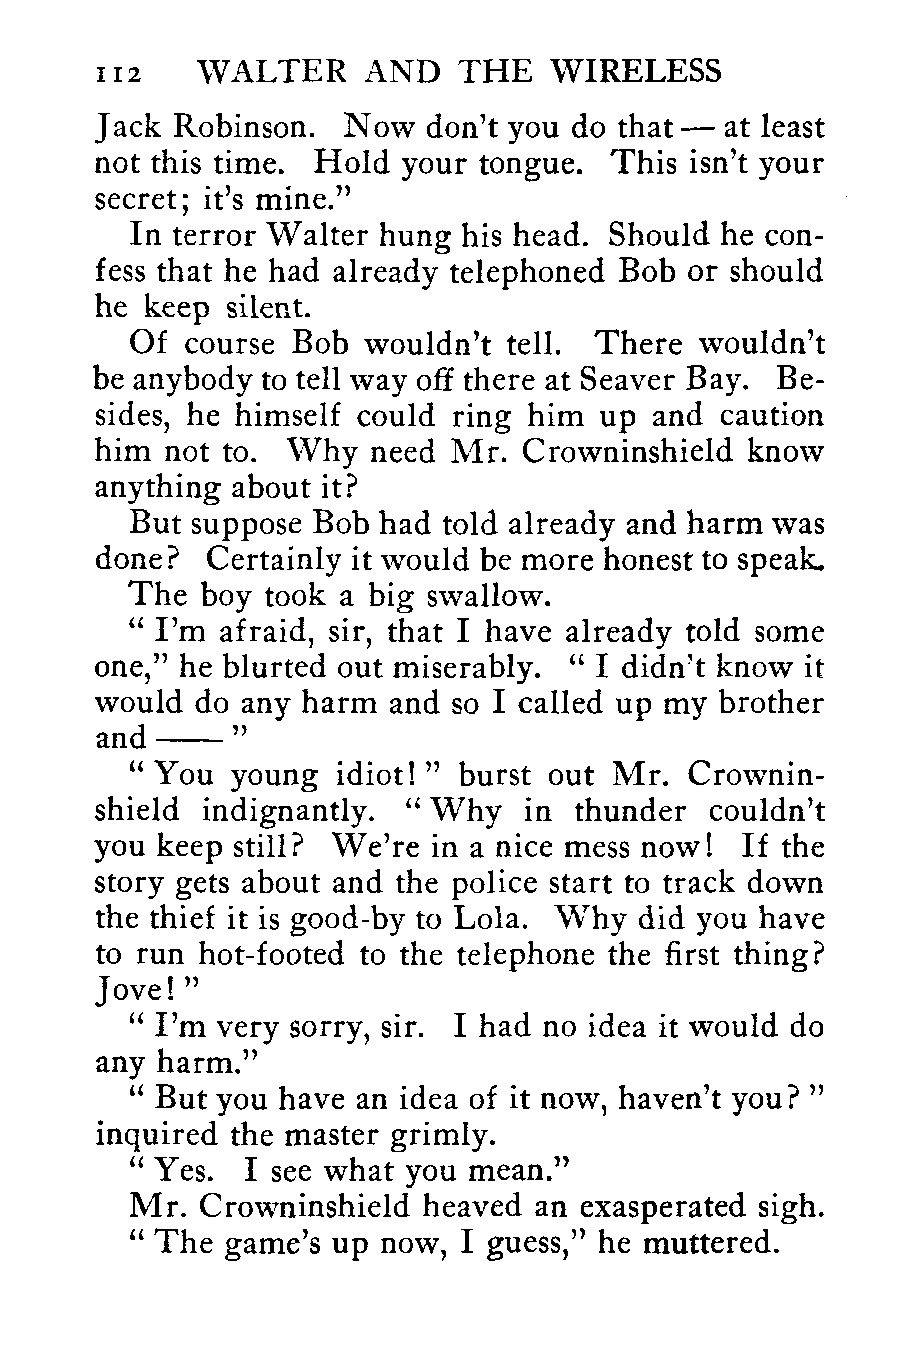 112 WALTER AND THE WIRELESS
Jack Robinson. Now don't you do that — at least
not this time. Hold your tongue. This isn't your
secret; it's mine."
In terror Walter hung his head. Should he con-
fess that he had already telephoned Bob or should
he keep silent.
Of course Bob wouldn't tell. There wouldn't
be anybody to tell way off there at Seaver Bay. Be-
sides, he himself could ring him up and caution
him not to. Why need Mr. Crowninshield know
anything about it?
But suppose Bob had told already and harm was
done? Certainly it would be more honest to speak.
The boy took a big swallow.
" I'm afraid, sir, that I have already told some
one," he blurted out miserably. " I didn't know it
would do any harm and so I called up my brother
and —— "
" You young idiot! " burst out Mr. Crownin-
shield indignantly. " Why in thunder couldn't
you keep still? We're in a nice mess now! If the
story gets about and the police start to track down
the thief it is good-by to Lola. Why did you have
to run hot-footed to the telephone the first thing?
Jove! "
" I'm very sorry, sir. I had no idea it would do
any harm."
" But you have an idea of it now, haven't you? "
inquired the master grimly.
" Yes. I see what you mean."
Mr. Crowninshield heaved an exasperated sigh.
" The game's up now, I guess," he muttered.